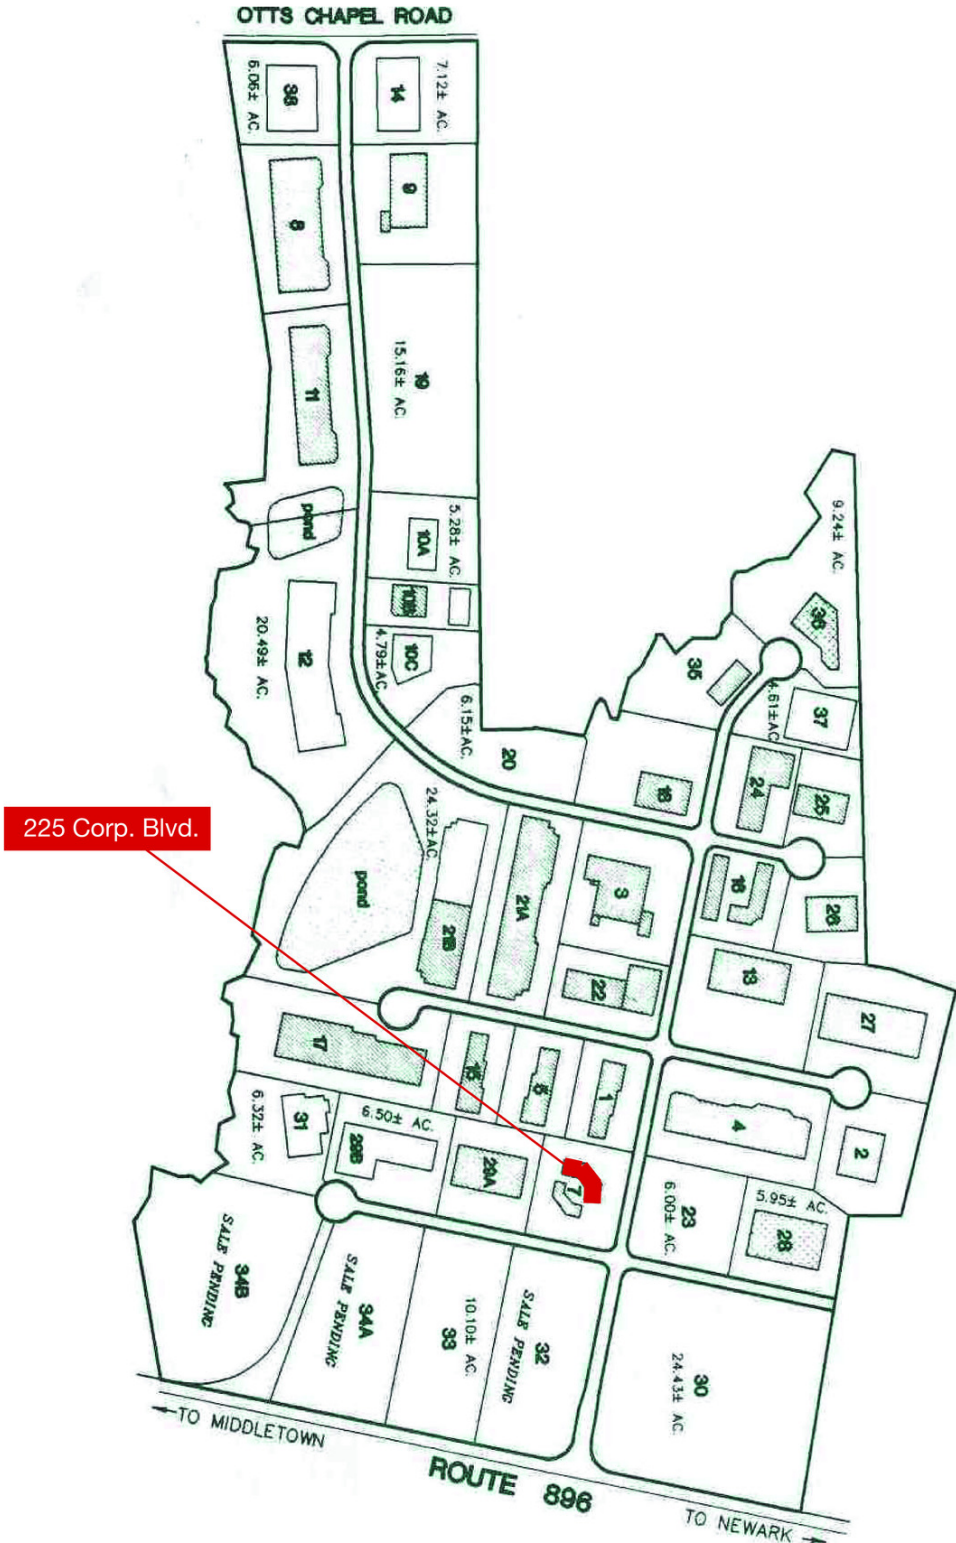 OTTS CHAPEL ROAD
38
6.06± AC.
14
7.12± AC.
8
9
11
19
15.16± AC.
pond
10A
5.28± AC.
10B
10C
4.79±AC.
12
20.49± AC.
20
6.15±AC.
36
9.24± AC.
35
37
4.61±AC.
24
25
18
16
26
3
21A
21B
24.32±AC.
pond
225 Corp. Blvd.
22
13
27
17
15
5
1
4
2
31
6.32± AC.
29B
6.50± AC.
29A
7
23
6.00± AC.
28
5.95± AC.
34B
SALE PENDING
34A
SALE PENDING
33
10.10± AC.
32
SALE PENDING
30
24.43± AC.
←TO MIDDLETOWN
ROUTE 896
TO NEWARK →